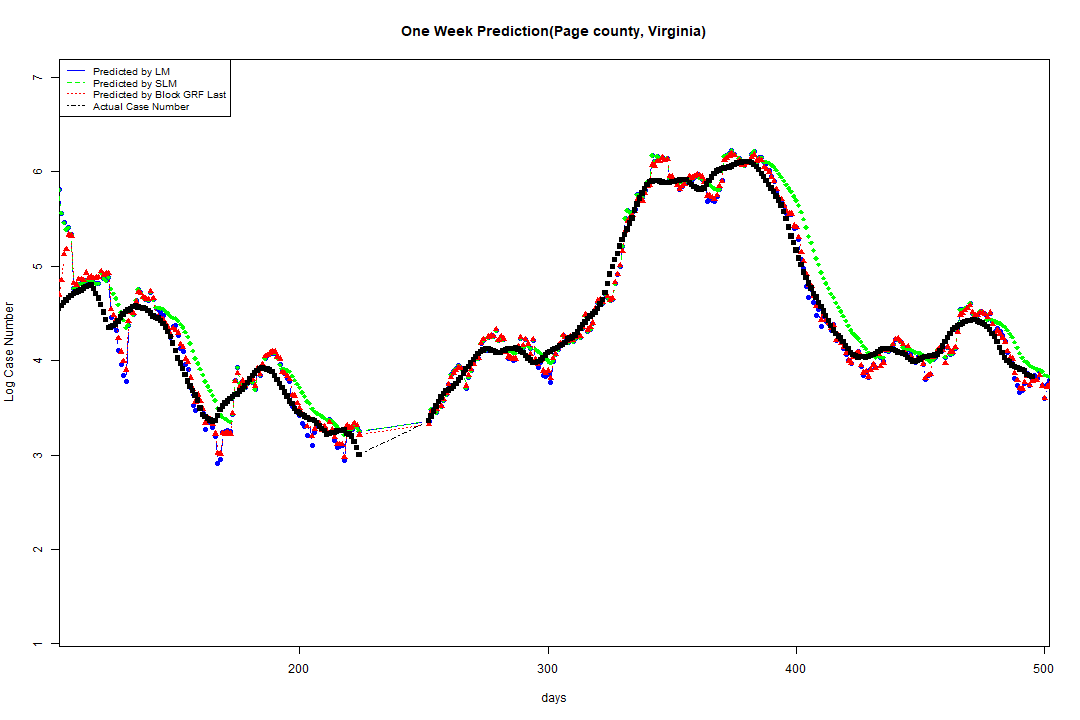 One Week Prediction(Page county, Virginia)
Predicted by LM
Predicted by SLM
Predicted by Block GRF Last
Actual Case Number
7
6
5
4
3
2
1
Log Case Number
200
300
400
500
days